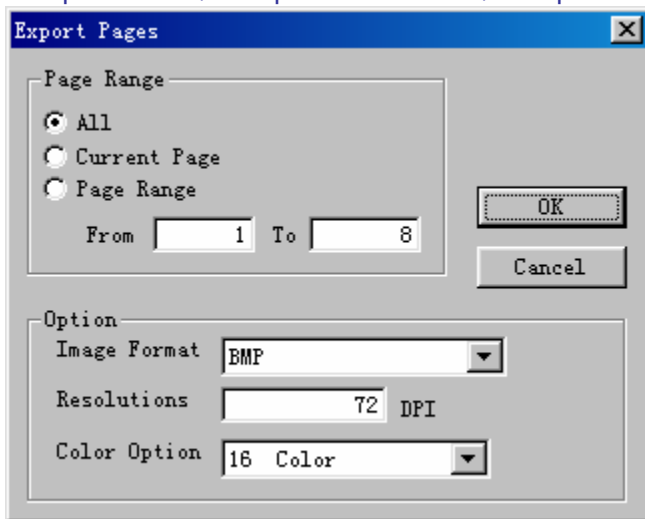 Export Pages
Page Range
All
Current Page
Page Range
From 1 To 8
OK
Cancel
Option
Image Format BMP
Resolutions 72 DPI
Color Option 16 Color